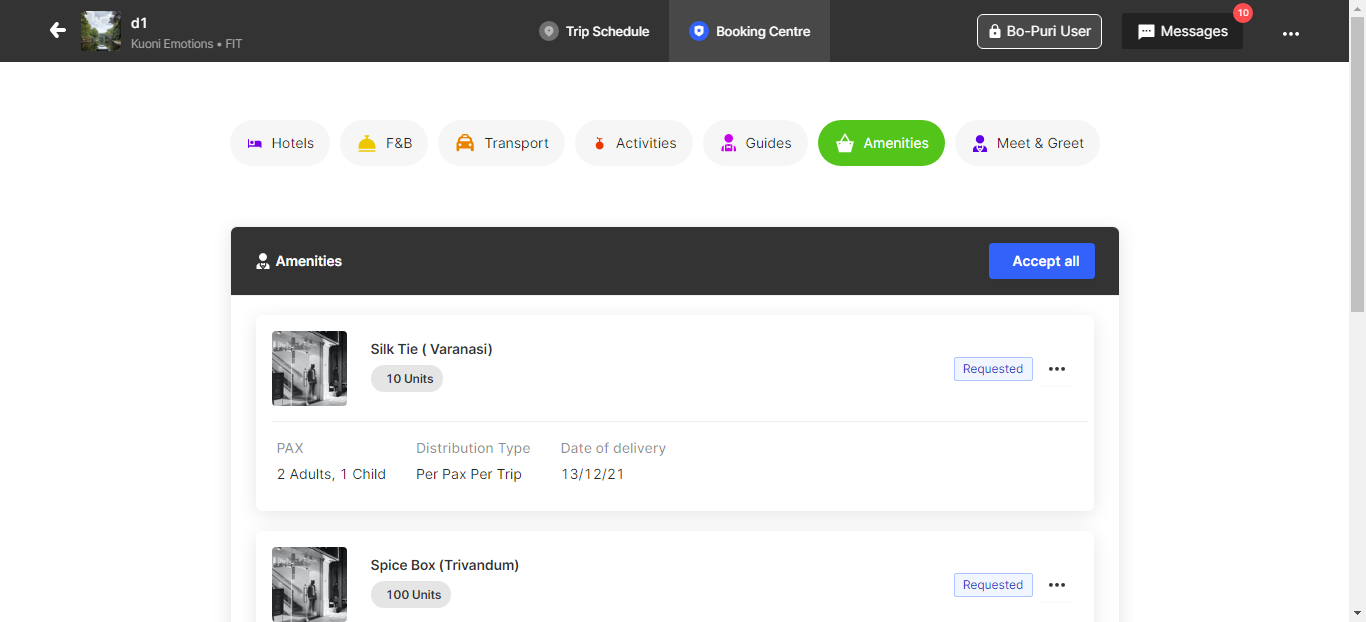 d1
Kuoni Emotions • FIT
Trip Schedule
Booking Centre
Bo-Puri User
Messages
10
Hotels
F&B
Transport
Activities
Guides
Amenities
Meet & Greet
Amenities
Accept all
Silk Tie ( Varanasi)
10 Units
Requested
PAX
Distribution Type
Date of delivery
2 Adults, 1 Child
Per Pax Per Trip
13/12/21
Spice Box (Trivandum)
100 Units
Requested